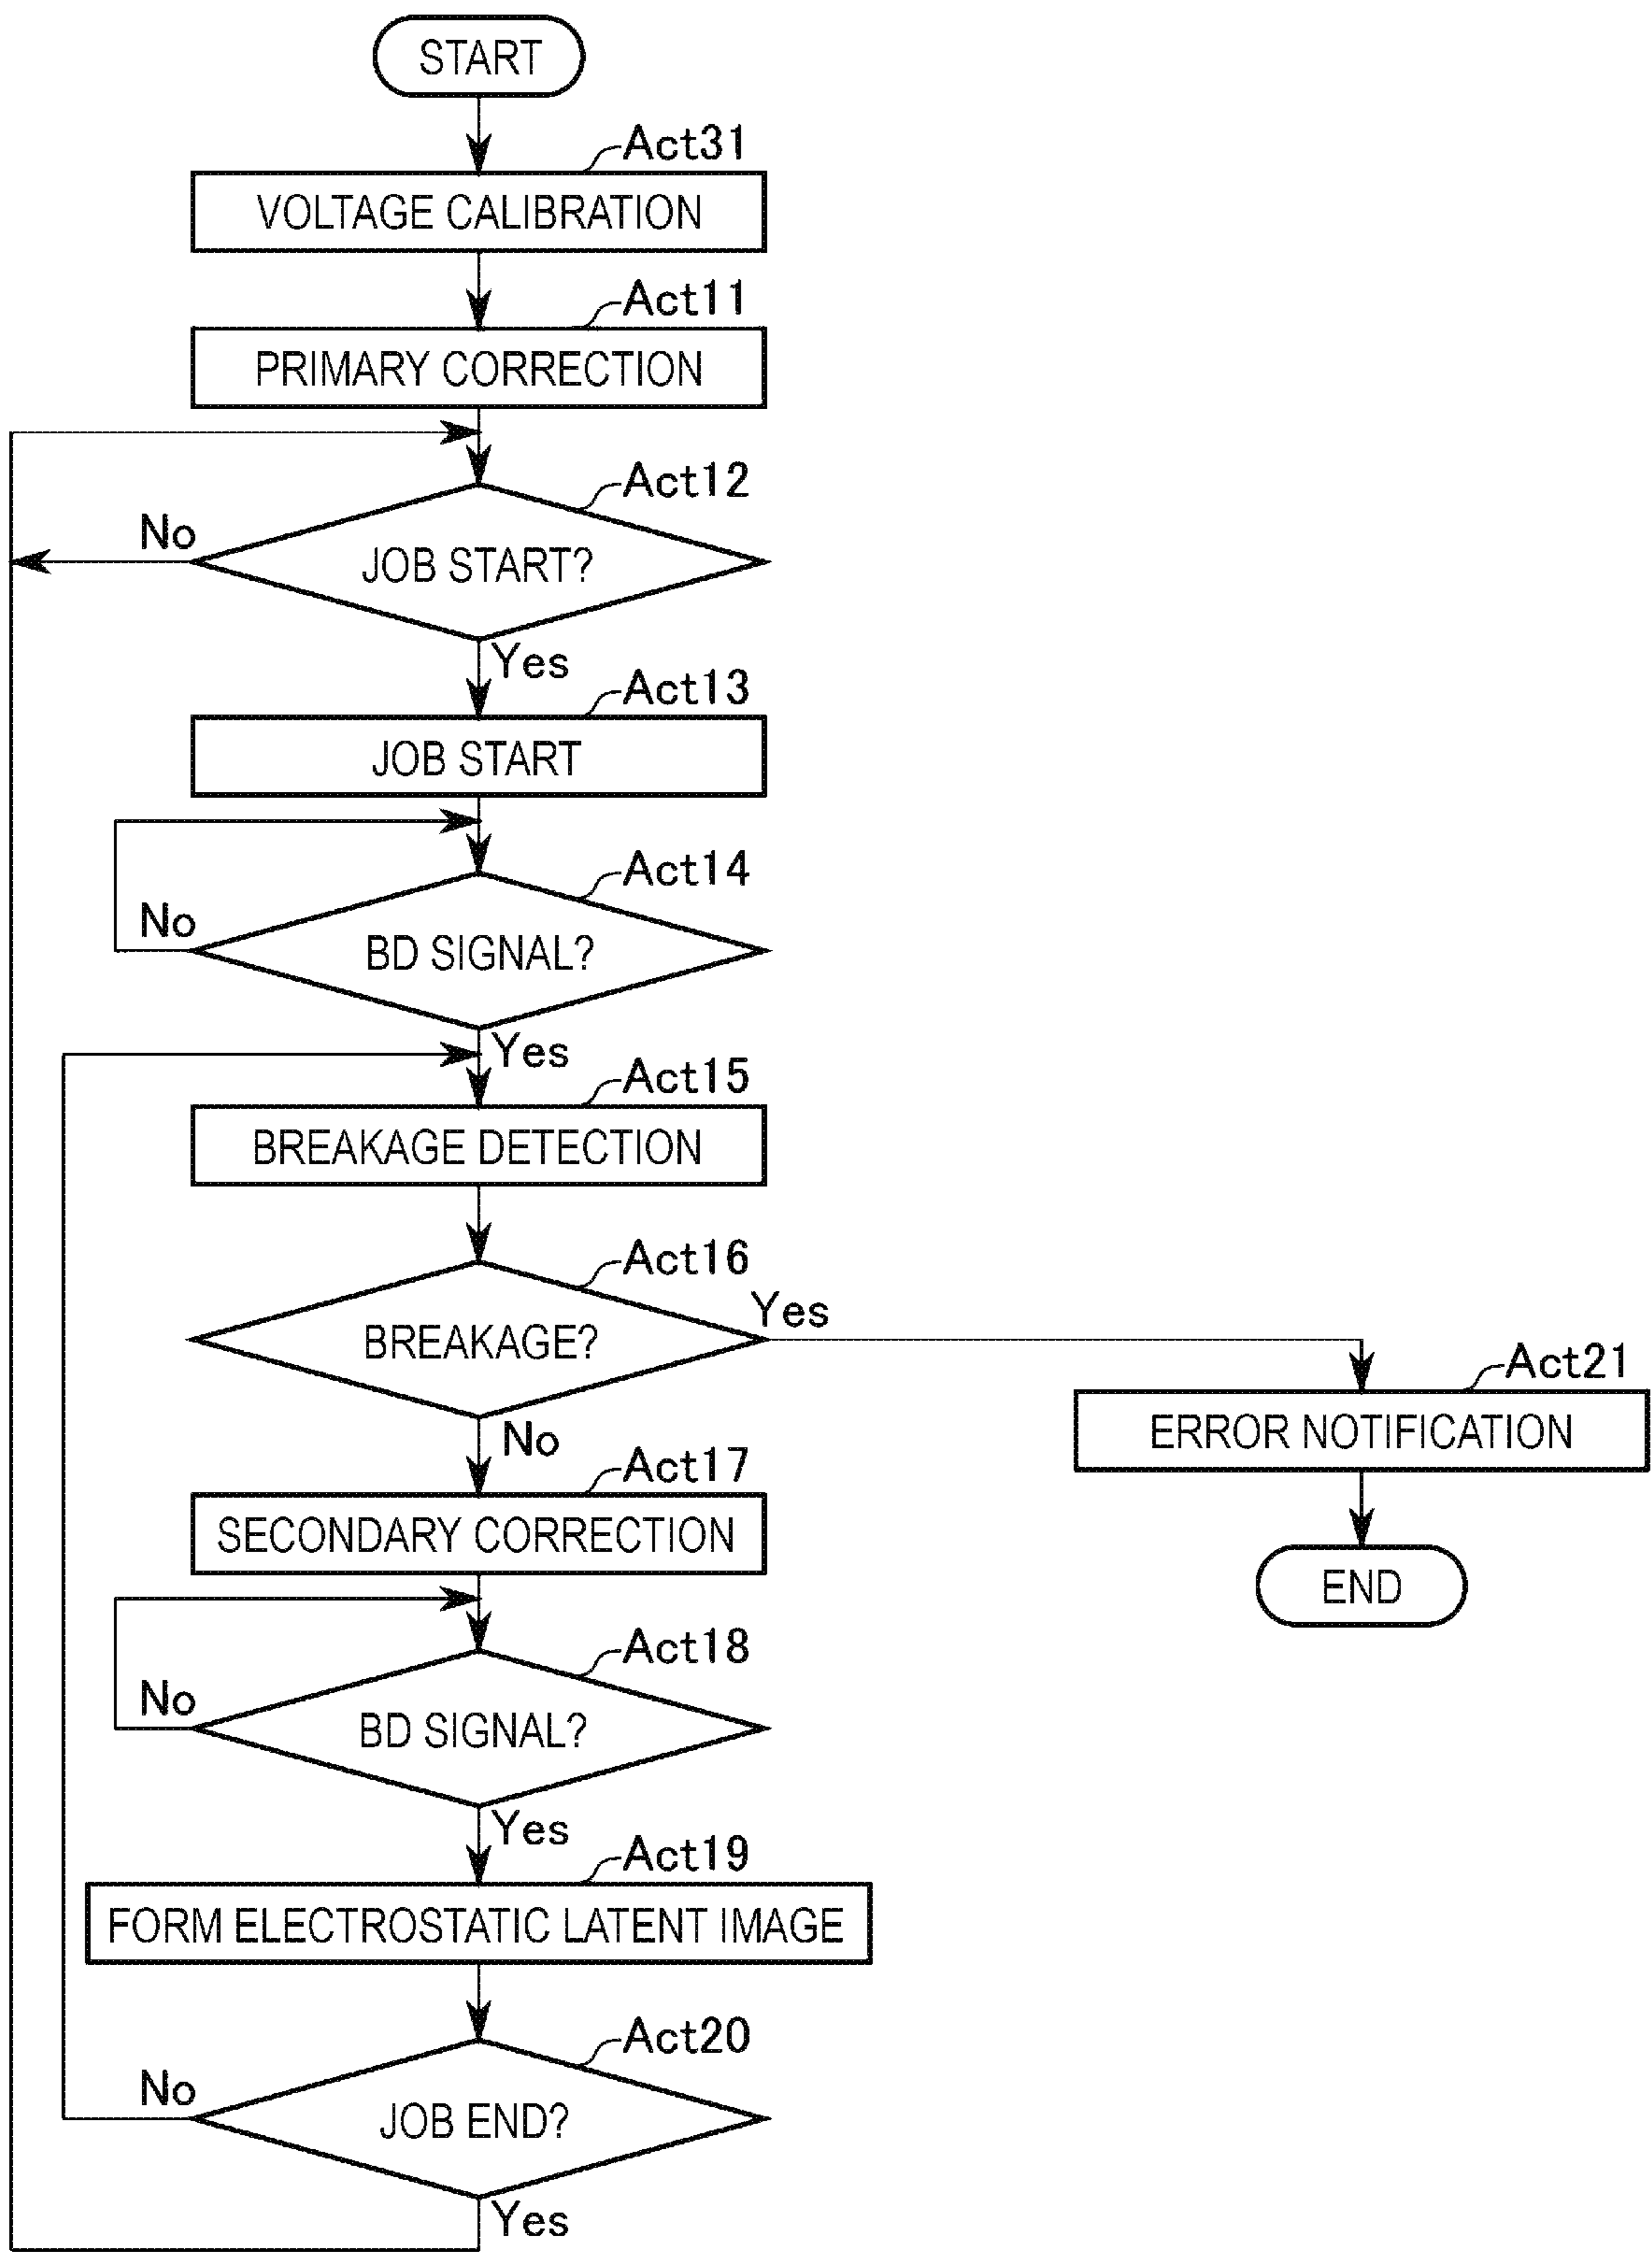 START
Act31
VOLTAGE CALIBRATION
Act11
PRIMARY CORRECTION
Act12
No
JOB START?
Yes
Act13
JOB START
Act14
No
BD SIGNAL?
Yes
Act15
BREAKAGE DETECTION
Act16
Yes
BREAKAGE?
Act21
ERROR NOTIFICATION
No
Act17
SECONDARY CORRECTION
END
Act18
No
BD SIGNAL?
Yes
Act19
FORM ELECTROSTATIC LATENT IMAGE
Act20
No
JOB END?
Yes